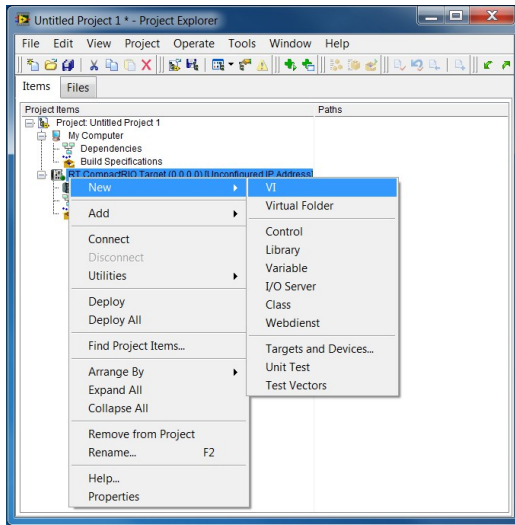 Untitled Project 1 * - Project Explorer
File Edit View Project Operate Tools Window Help
Items Files
Project Items Paths
Project: Untitled Project 1
My Computer
Dependencies
Build Specifications
RT CompactRIO Target (0.0.0.0) [Unconfigured IP Address]
New
Add
Connect
Disconnect
Utilities
Deploy
Deploy All
Find Project Items...
Arrange By
Expand All
Collapse All
Remove from Project
Rename... F2
Help...
Properties
VI
Virtual Folder
Control
Library
Variable
I/O Server
Class
Webdienst
Targets and Devices...
Unit Test
Test Vectors